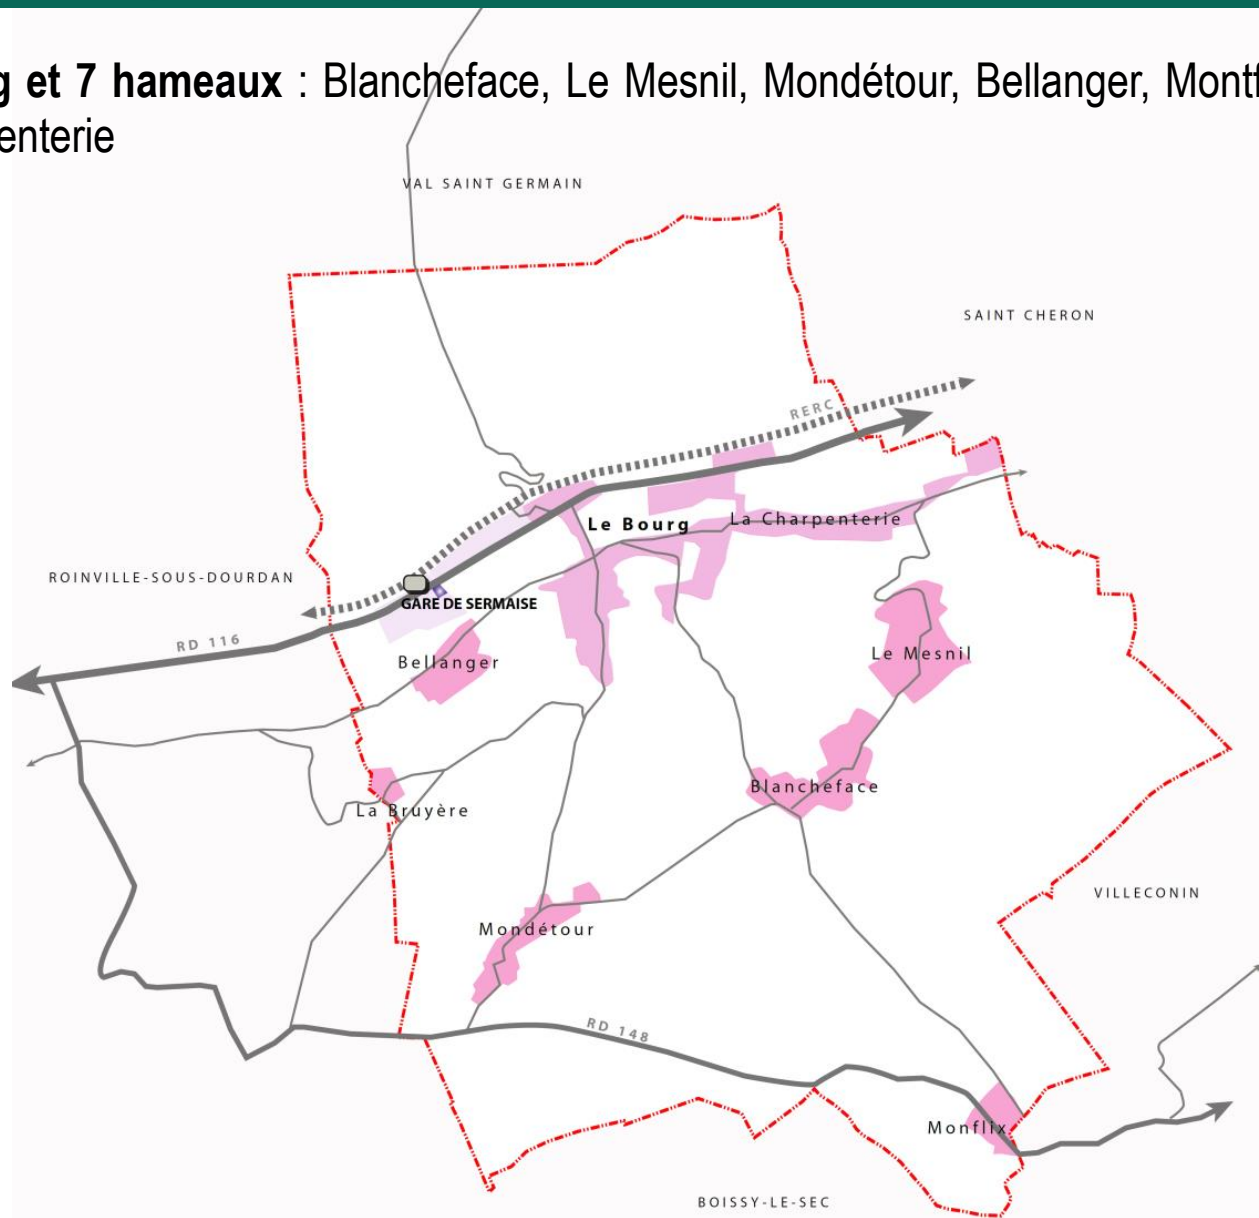 g et 7 hameaux : Blancheface, Le Mesnil, Mondétour, Bellanger, Montf
enterie
VAL SAINT GERMAIN
SAINT CHERON
RERC
Le Bourg
La Charpenterie
ROINVILLE-SOUS-DOURDAN
GARE DE SERMAISE
RD 116
Bellanger
Le Mesnil
Blancheface
La Bruyère
VILLECONIN
Mondétour
RD 148
Monflix
BOISSY-LE-SEC